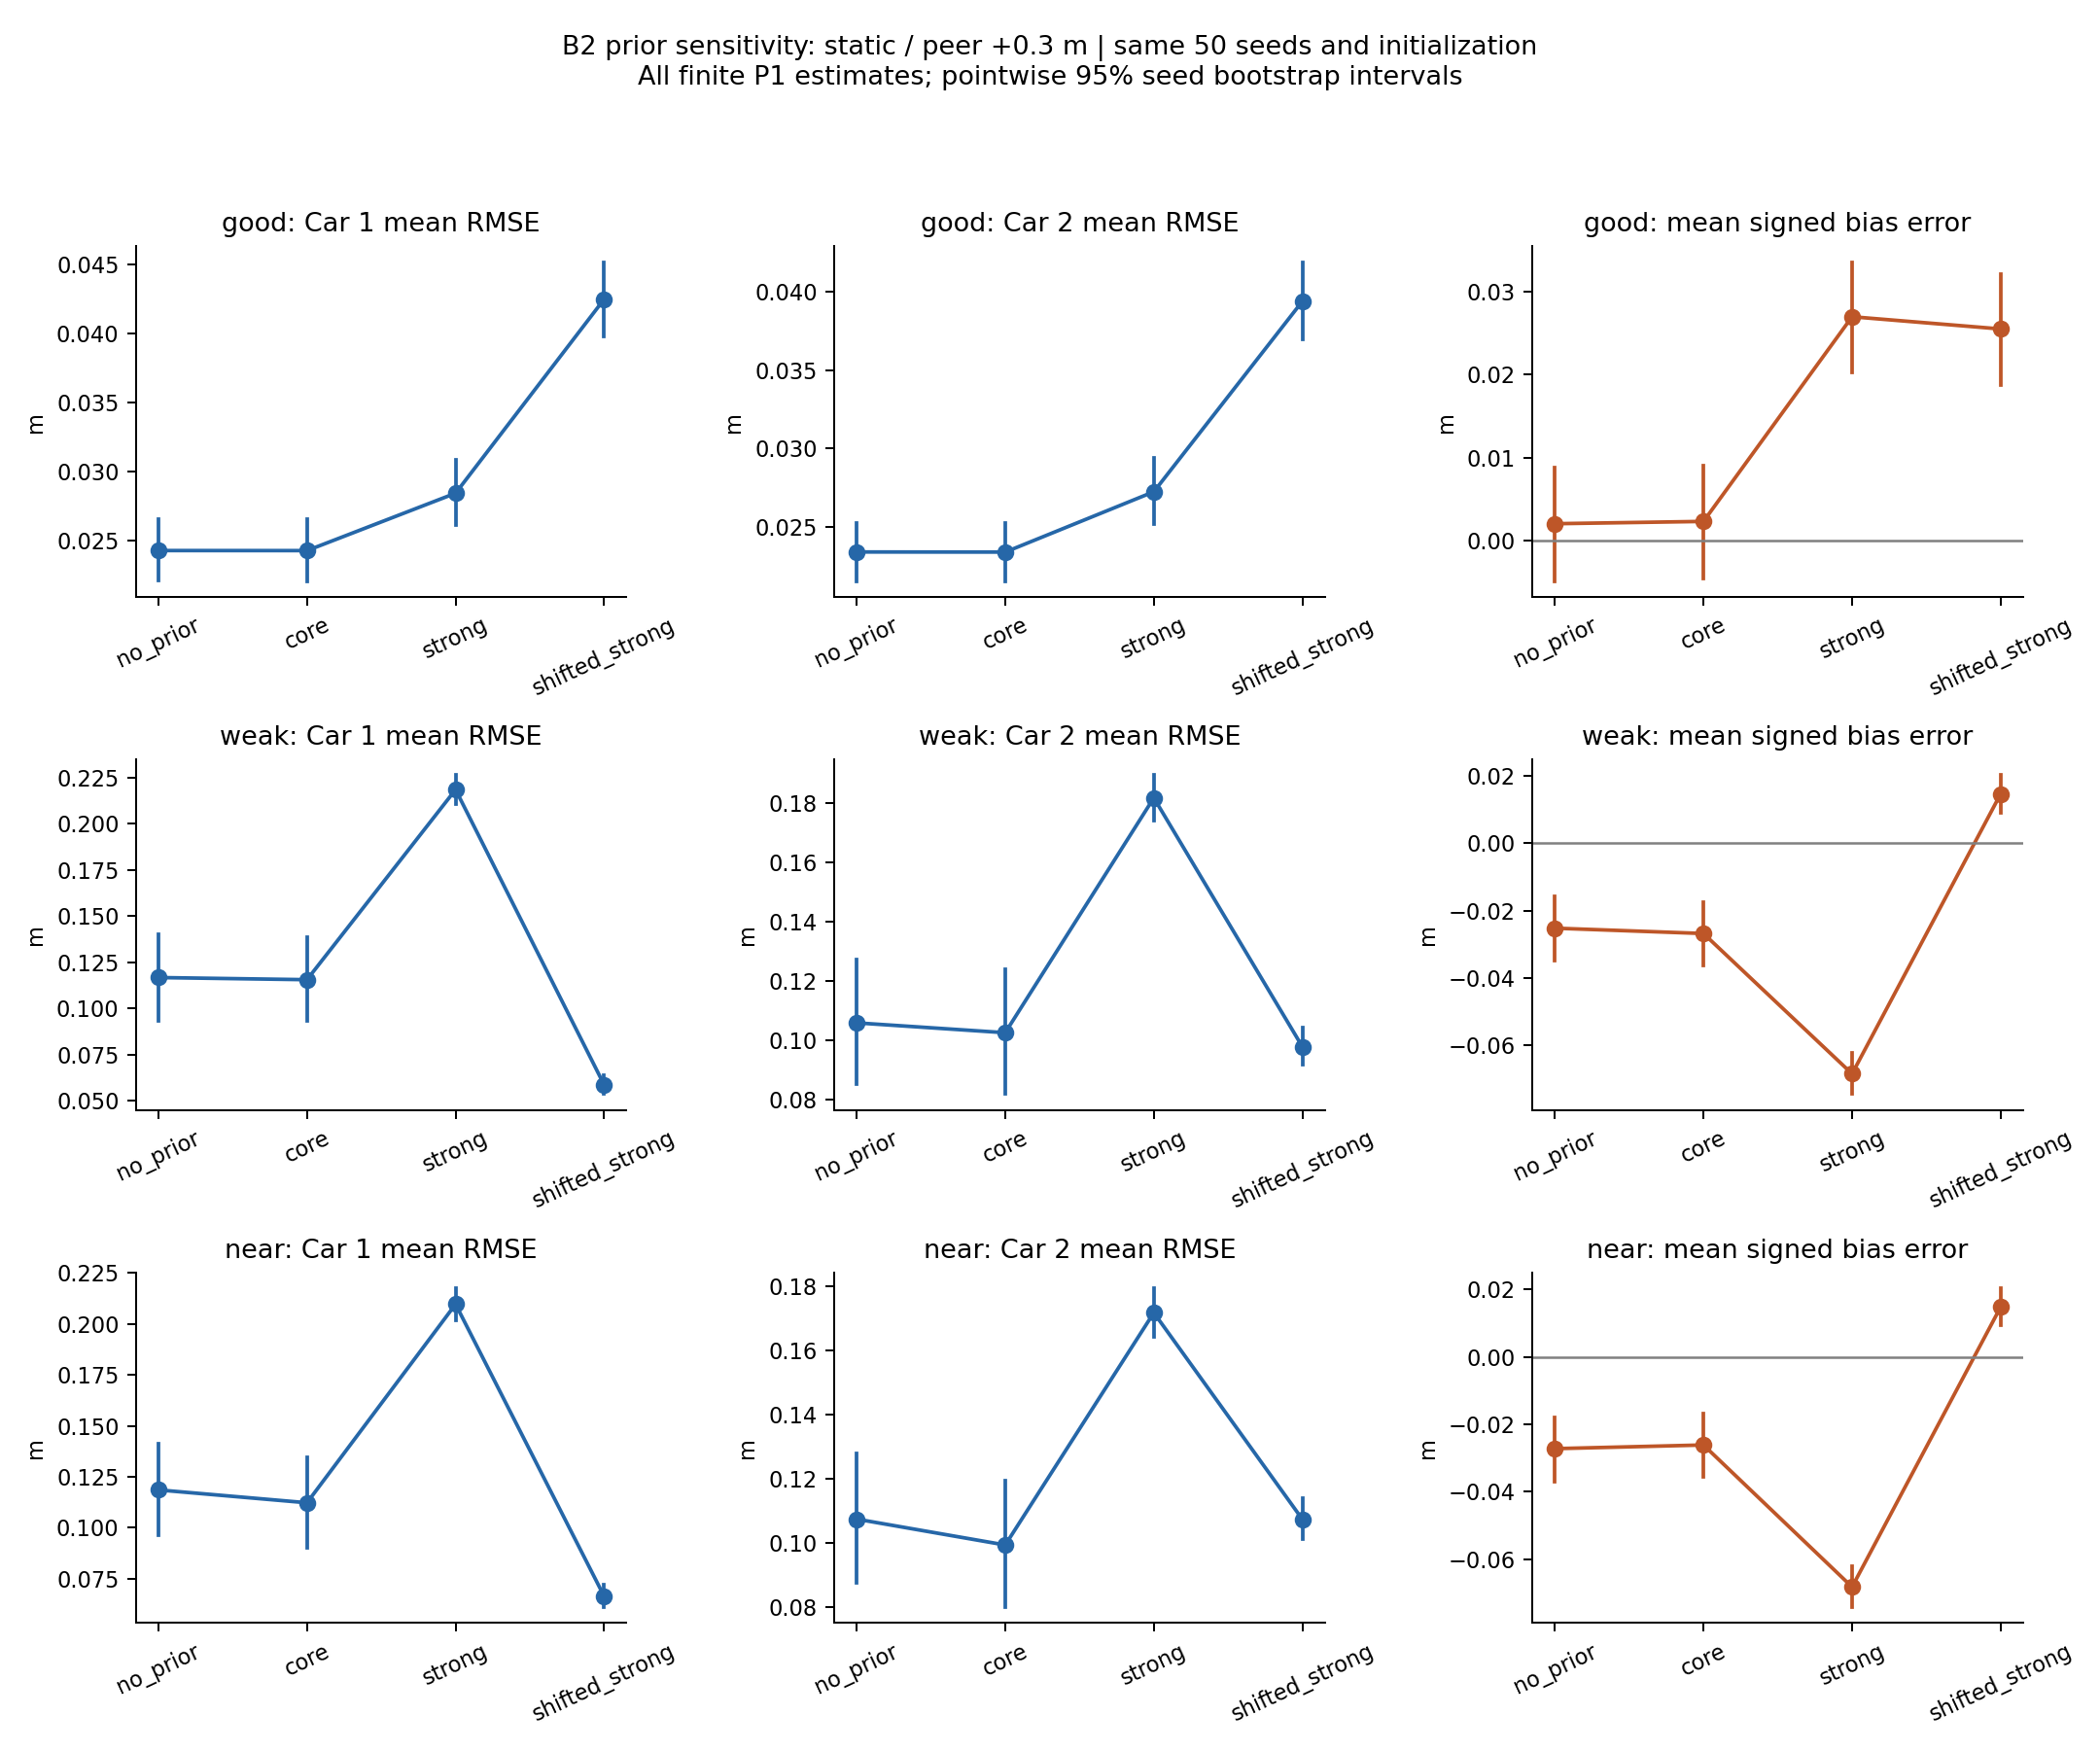 B2 prior sensitivity: static / peer +0.3 m | same 50 seeds and initialization
All finite P1 estimates; pointwise 95% seed bootstrap intervals
good: Car 1 mean RMSE
0.045
0.040
0.035
0.030
0.025
m
no_prior
core
strong
shifted_strong
good: Car 2 mean RMSE
0.040
0.035
0.030
0.025
m
no_prior
core
strong
shifted_strong
good: mean signed bias error
0.03
0.02
0.01
0.00
m
no_prior
core
strong
shifted_strong
weak: Car 1 mean RMSE
0.225
0.200
0.175
0.150
0.125
0.100
0.075
0.050
m
no_prior
core
strong
shifted_strong
weak: Car 2 mean RMSE
0.18
0.16
0.14
0.12
0.10
0.08
m
no_prior
core
strong
shifted_strong
weak: mean signed bias error
0.02
0.00
−0.02
−0.04
−0.06
m
no_prior
core
strong
shifted_strong
near: Car 1 mean RMSE
0.225
0.200
0.175
0.150
0.125
0.100
0.075
m
no_prior
core
strong
shifted_strong
near: Car 2 mean RMSE
0.18
0.16
0.14
0.12
0.10
0.08
m
no_prior
core
strong
shifted_strong
near: mean signed bias error
0.02
0.00
−0.02
−0.04
−0.06
m
no_prior
core
strong
shifted_strong